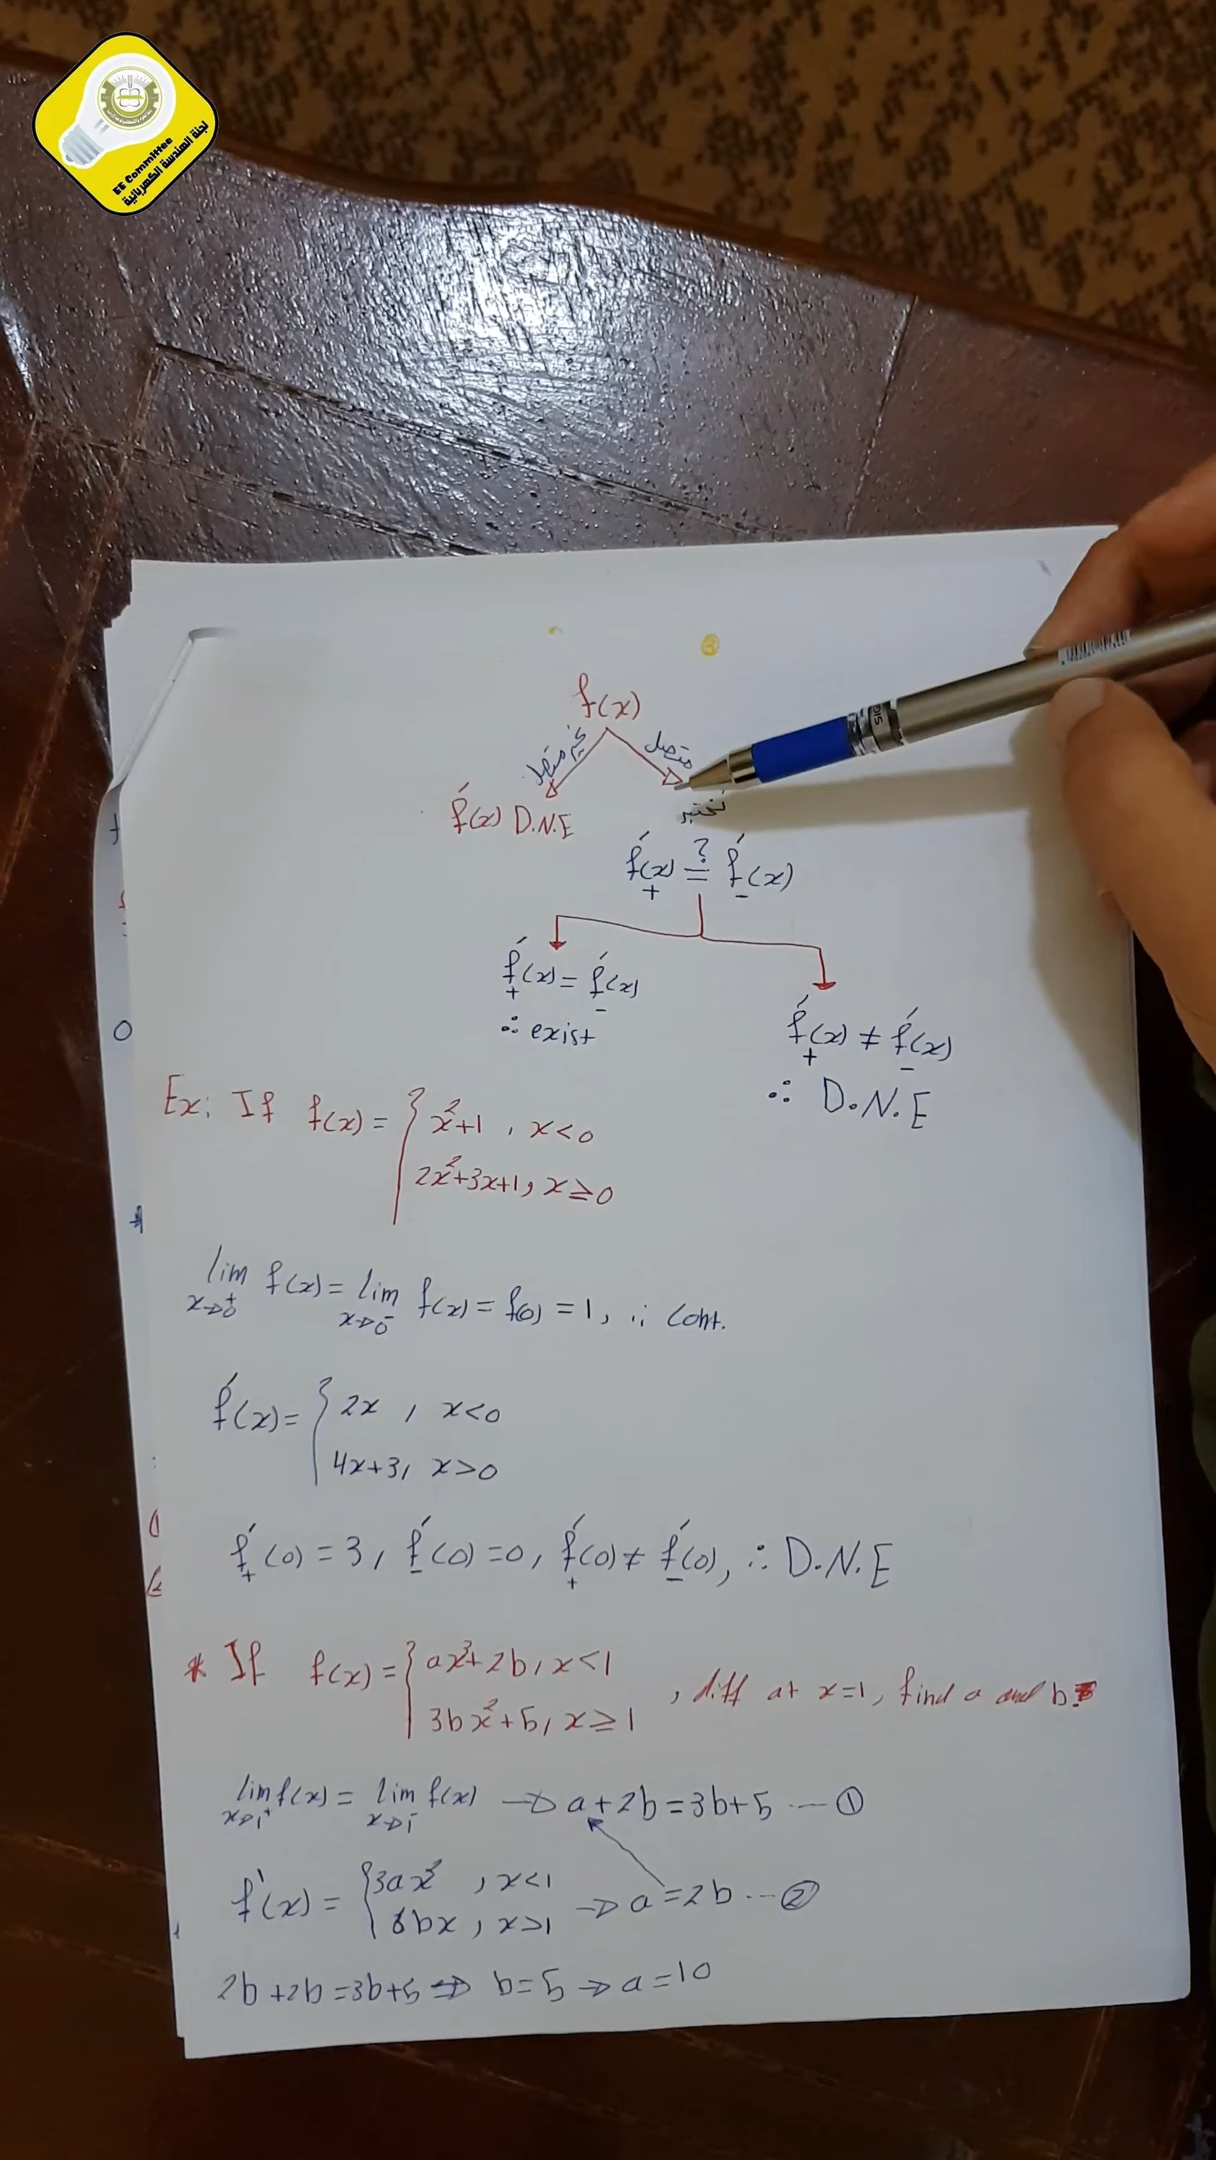 EE Committee
لجنة الهندسة الكهربائية
f(x)
غير متصل
متصل
f́(x) D.N.E
نختبر
f́₊(x) =? f́₋(x)
f́₊(x) = f́₋(x)
∴ exist
f́₊(x) ≠ f́₋(x)
∴ D.N.E
Ex: If f(x) = { x²+1 , x<0
2x²+3x+1, x≥0
lim x→0⁺ f(x) = lim x→0⁻ f(x) = f(0) = 1, ∴ Cont.
f́(x) = { 2x , x<0
4x+3, x>0
f́₊(0) = 3, f́₋(0) = 0, f́₊(0) ≠ f́₋(0), ∴ D.N.E
* If f(x) = { ax³+2b, x<1
3bx²+5, x≥1 , diff at x=1, find a and b
lim x→1⁺ f(x) = lim x→1⁻ f(x) → a+2b=3b+5 --- ①
f'(x) = { 3ax² , x<1
6bx , x>1 → a=2b --- ②
2b+2b=3b+5 ⇒ b=5 → a=10